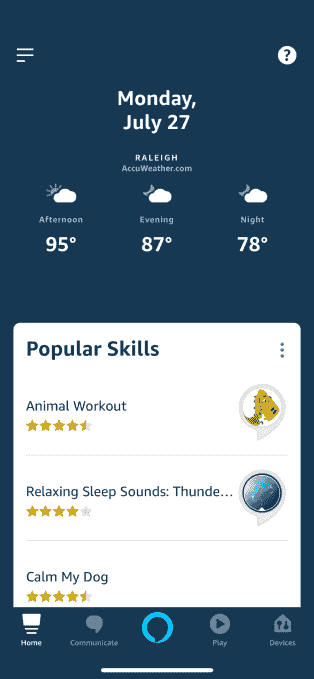 ?
Monday,
July 27
RALEIGH
AccuWeather.com
Afternoon Evening Night
95° 87° 78°
Popular Skills
Animal Workout
Relaxing Sleep Sounds: Thunde...
Calm My Dog
Home Communicate Play Devices